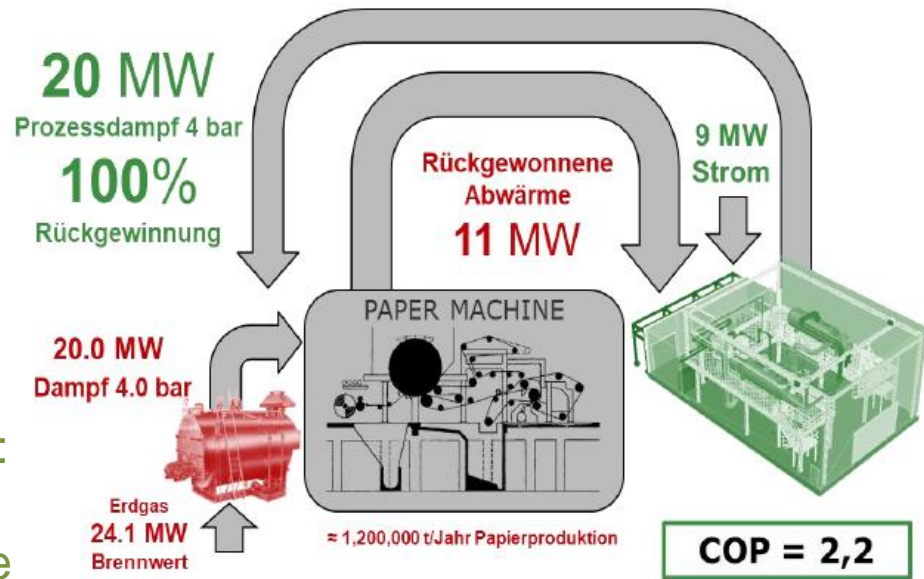 20 MW
Prozessdampf 4 bar
100%
Rückgewinnung
Rückgewonnene
Abwärme
11 MW
9 MW
Strom
PAPER MACHINE
20.0 MW
Dampf 4.0 bar
Erdgas
24.1 MW
Brennwert
≈ 1,200,000 t/Jahr Papierproduktion
COP = 2,2